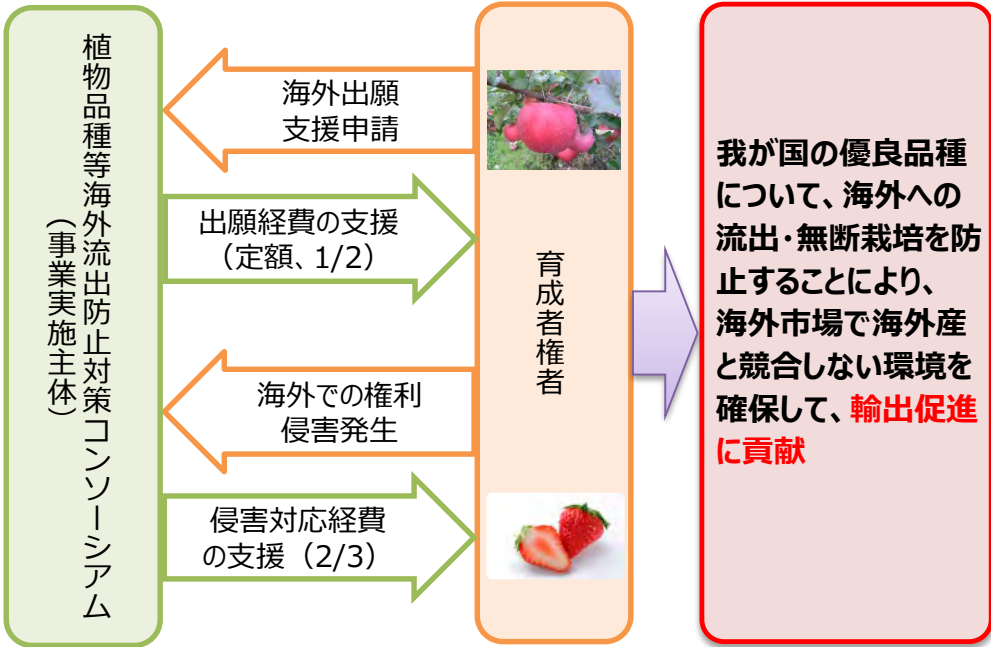 植物品種等海外流出防止対策コンソーシアム
（事業実施主体）
海外出願
支援申請
出願経費の支援
（定額、1/2）
海外での権利
侵害発生
侵害対応経費
の支援（2/3）
育成者権者
我が国の優良品種
について、海外への
流出・無断栽培を防
止することにより、
海外市場で海外産
と競合しない環境を
確保して、輸出促進
に貢献